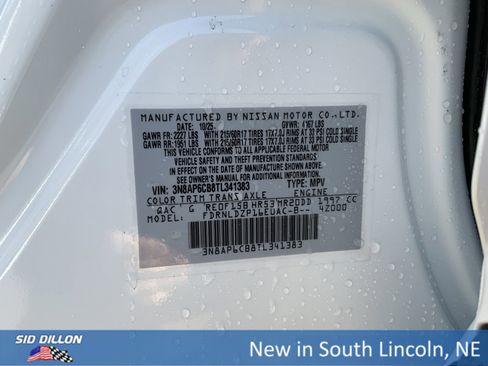 MANUFACTURED BY NISSAN MOTOR CO., LTD.
DATE: 10/25 GVWR: 4167 LBS
GAWR FR: 2227 LBS WITH 215/60R17 TIRES 17X7.0J RIMS AT 33 PSI COLD SINGLE
GAWR RR: 1951 LBS WITH 215/60R17 TIRES 17X7.0J RIMS AT 33 PSI COLD SINGLE
THIS VEHICLE CONFORMS TO ALL APPLICABLE FEDERAL MOTOR
VEHICLE SAFETY AND THEFT PREVENTION STANDARDS IN EFFECT
ON THE DATE OF MANUFACTURE SHOWN ABOVE.
SEE OWNER'S MANUAL FOR ADDITIONAL INFORMATION.
VIN: 3N8AP6CB8TL341383 TYPE: MPV
COLOR TRIM TRANS AXLE ENGINE
QAC G RE0F15B HR53 MR20DD 1997 CC
MODEL: FDRNLDZP16EUAC-B-- 42000
3N8AP6CB8TL341383
SID DILLON
New in South Lincoln, NE